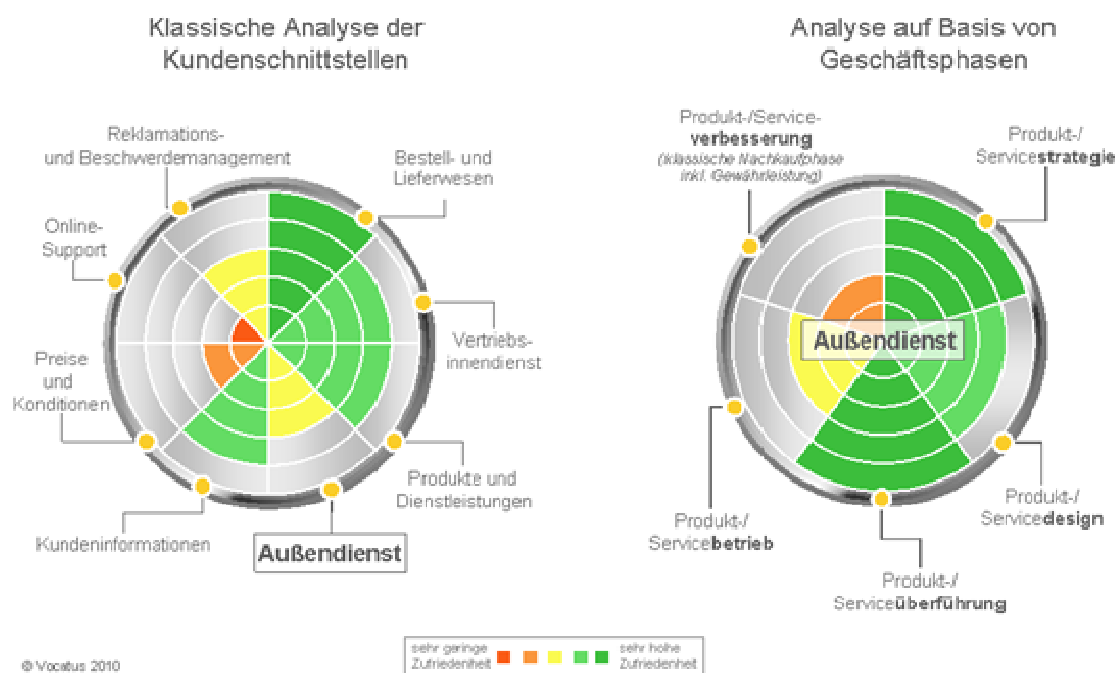 Klassische Analyse der
Kundenschnittstellen
Reklamations-
und Beschwerdemanagement
Bestell- und
Lieferwesen
Online-
Support
Vertriebs-
innendienst
Preise
und
Konditionen
Produkte und
Dienstleistungen
Kundeninformationen
Außendienst
Analyse auf Basis von
Geschäftsphasen
Produkt-/Service-
verbesserung
(klassische Nachkaufphase
inkl. Gewährleistung)
Produkt-/
Servicestrategie
Außendienst
Produkt-/
Servicedesign
Produkt-/
Servicebetrieb
Produkt-/
Serviceüberführung
sehr geringe
Zufriedenheit
sehr hohe
Zufriedenheit
© Vocatus 2010